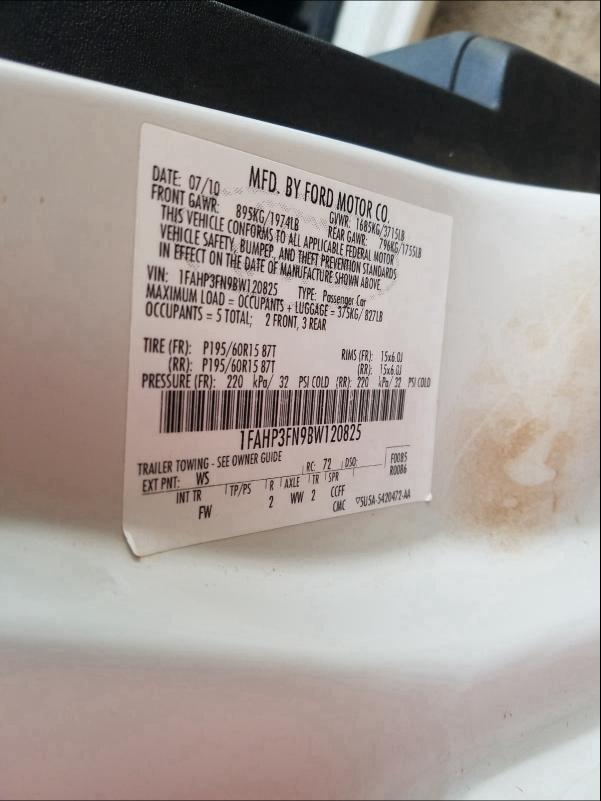 MFD. BY FORD MOTOR CO.
DATE: 07/10 GVWR: 1685KG/3715LB
FRONT GAWR: 895KG/1974LB REAR GAWR: 796KG/1755LB
THIS VEHICLE CONFORMS TO ALL APPLICABLE FEDERAL MOTOR
VEHICLE SAFETY, BUMPER, AND THEFT PREVENTION STANDARDS
IN EFFECT ON THE DATE OF MANUFACTURE SHOWN ABOVE.
VIN: 1FAHP3FN9BW120825 TYPE: Passenger Car
MAXIMUM LOAD = OCCUPANTS + LUGGAGE = 375KG/ 827LB
OCCUPANTS = 5 TOTAL; 2 FRONT, 3 REAR
TIRE (FR): P195/60R15 87T RIMS (FR): 15x6.0J
(RR): P195/60R15 87T (RR): 15x6.0J
PRESSURE (FR): 220 kPa/ 32 PSI COLD (RR): 220 kPa/ 32 PSI COLD
1FAHP3FN9BW120825
TRAILER TOWING - SEE OWNER GUIDE F0085
EXT PNT: WS RC: 72 DSO: R0086
INT TR TP/PS R AXLE TR SPR
FW 2 WW 2 CCFF
CMC 5U5A-5420472-AA